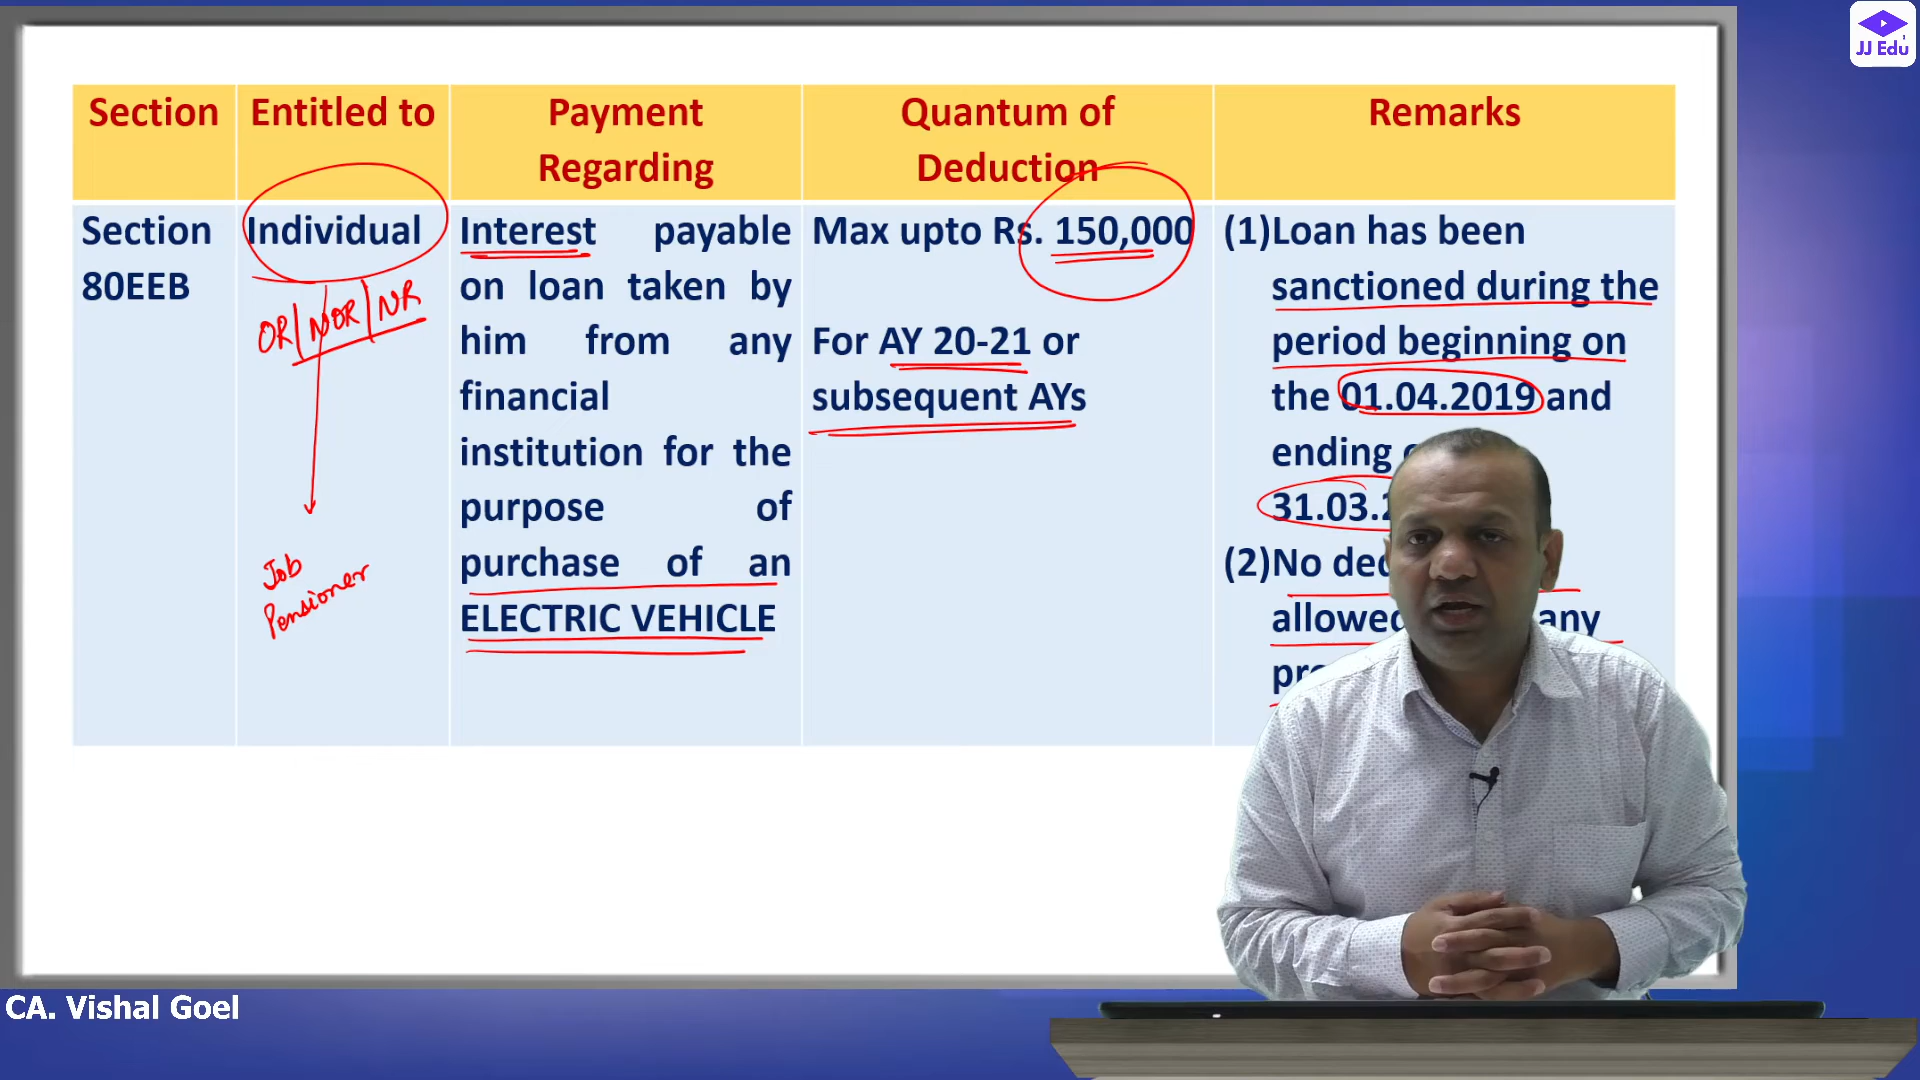 JJ Edu
Section
Entitled to
Payment
Regarding
Quantum of
Deduction
Remarks
Section
80EEB
Individual
OR|NOR|NR
Job
Pensioner
Interest payable
on loan taken by
him from any
financial
institution for the
purpose of
purchase of an
ELECTRIC VEHICLE
Max upto Rs. 150,000
For AY 20-21 or
subsequent AYs
(1)Loan has been
sanctioned during the
period beginning on
the 01.04.2019 and
ending
31.03.
(2)No
allowed any
CA. Vishal Goel